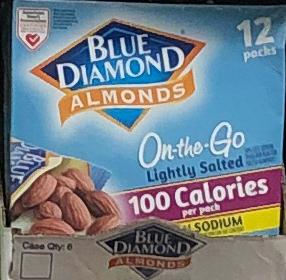 12
packs
BLUE
DIAMOND
ALMONDS
On-the-Go
Lightly Salted
100 Calories
per pack
SODIUM
Case Qty: 6
BLUE
DIAMOND
ALMONDS